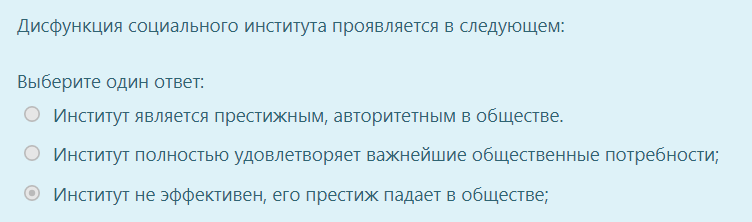 Дисфункция социального института проявляется в следующем:
Выберите один ответ:
Институт является престижным, авторитетным в обществе.
Институт полностью удовлетворяет важнейшие общественные потребности;
Институт не эффективен, его престиж падает в обществе;